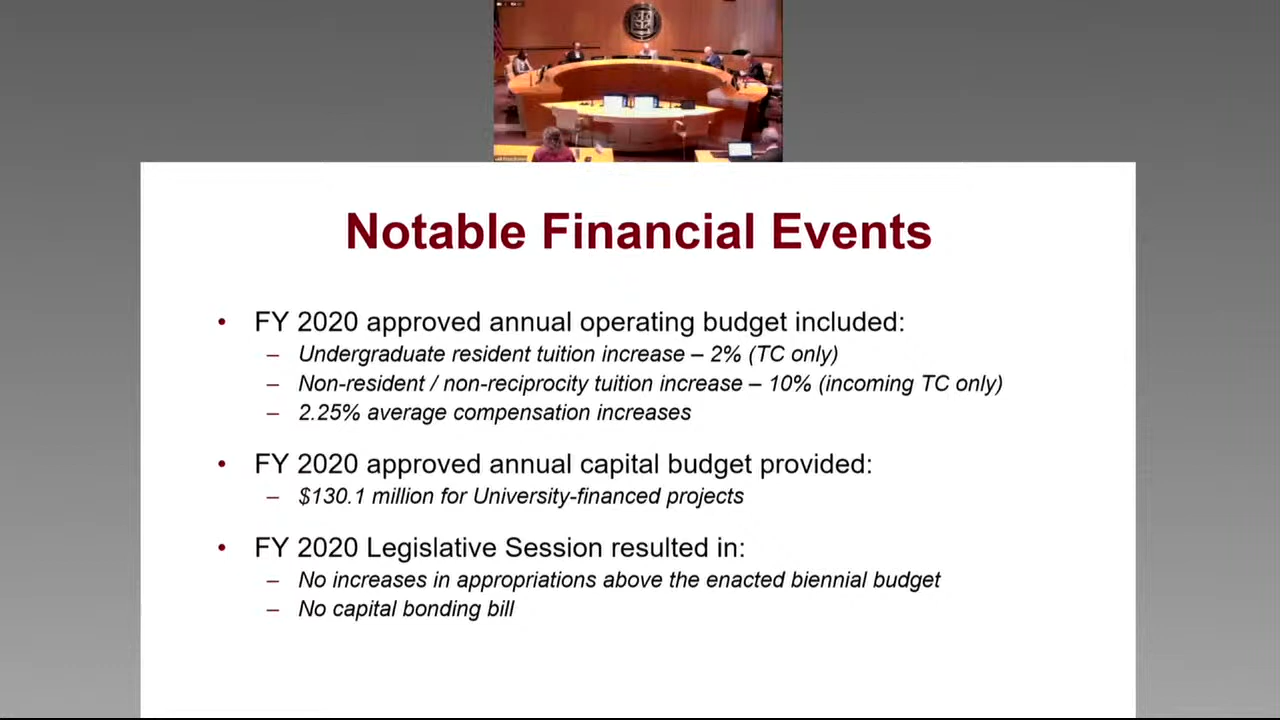 Notable Financial Events
• FY 2020 approved annual operating budget included:
– Undergraduate resident tuition increase – 2% (TC only)
– Non-resident / non-reciprocity tuition increase – 10% (incoming TC only)
– 2.25% average compensation increases
• FY 2020 approved annual capital budget provided:
– $130.1 million for University-financed projects
• FY 2020 Legislative Session resulted in:
– No increases in appropriations above the enacted biennial budget
– No capital bonding bill